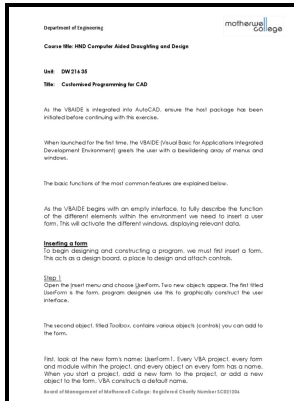 Department of Engineering
motherwell
college
Course title: HND Computer Aided Draughting and Design
Unit: DW21635
Title: Customised Programming for CAD
As the VBAIDE is integrated into AutoCAD, ensure the host package has been
initiated before continuing with this exercise.
When launched for the first time, the VBAIDE (Visual Basic for Applications Integrated
Development Environment) greets the user with a bewildering array of menus and
windows.
The basic functions of the most common features are explained below.
As the VBAIDE begins with an empty interface, to fully describe the function
of the different elements within the environment we need to insert a user
form. This will activate the different windows, displaying relevant data.
Inserting a form
To begin designing and constructing a program, we must first insert a form.
This acts as a design board, a place to design and attach controls.
Step 1
Open the Insert menu and choose UserForm. Two new objects appear. The first titled
UserForm is the form, program designers use this to graphically construct the user
interface.
The second object, titled Toolbox, contains various objects (controls) you can add to
the form.
First, look at the new form's name: UserForm1. Every VBA project, every form
and module within the project, and every object on every form has a name.
When you start a project, add a new form to the project, or add a new
object to the form, VBA constructs a default name.
Board of Management of Motherwell College: Registered Charity Number SC021206